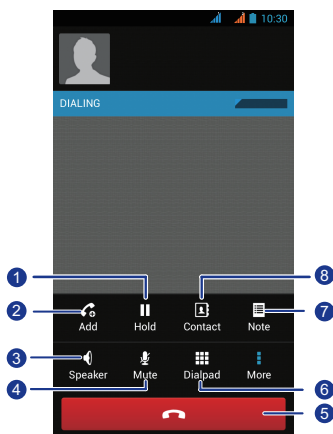 10:30
DIALING
1
8
2
Add
Hold
Contact
Note
7
3
Speaker
Mute
Dialpad
More
4
6
5